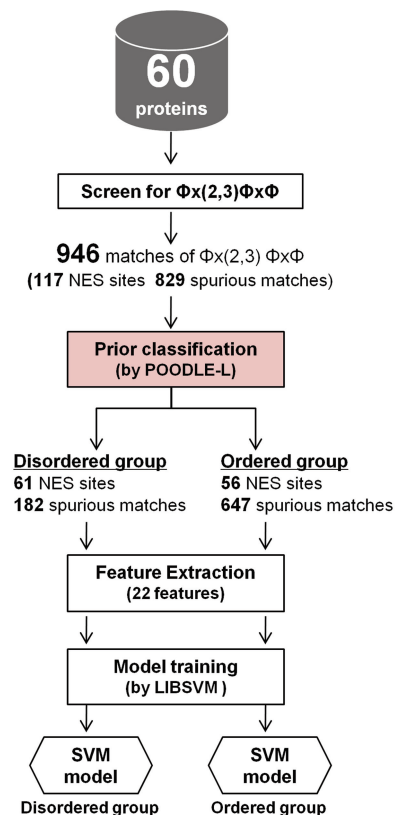 60
proteins
Screen for Φx(2,3)ΦxΦ
946 matches of Φx(2,3) ΦxΦ
(117 NES sites 829 spurious matches)
Prior classification
(by POODLE-L)
Disordered group
61 NES sites
182 spurious matches
Ordered group
56 NES sites
647 spurious matches
Feature Extraction
(22 features)
Model training
(by LIBSVM )
SVM
model
Disordered group
SVM
model
Ordered group